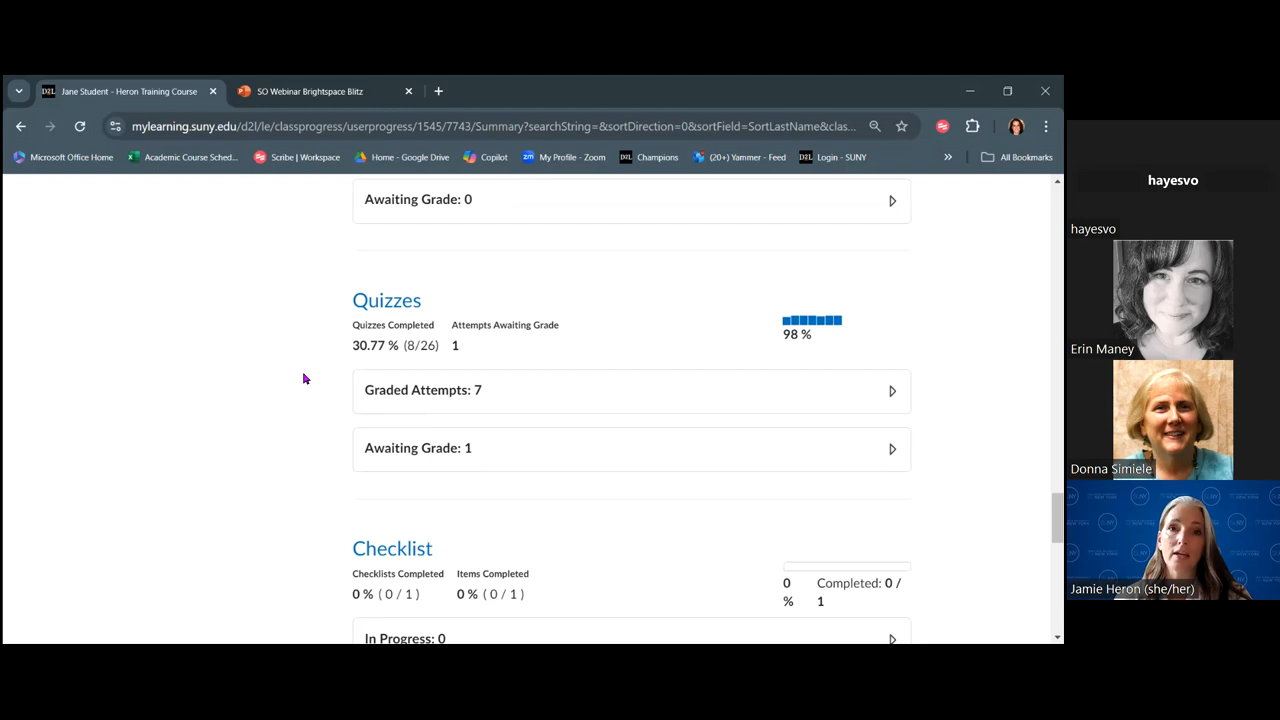 Jane Student - Heron Training Course
SO Webinar Brightspace Blitz
mylearning.suny.edu/d2l/le/classprogress/userprogress/1545/7743/Summary?searchString=&sortDirection=0&sortField=SortLastName&clas...
Microsoft Office Home
Academic Course Sched...
Scribe | Workspace
Home - Google Drive
Copilot
My Profile - Zoom
D2L
Champions
(20+) Yammer - Feed
D2L
Login - SUNY
»
All Bookmarks
Awaiting Grade: 0
Quizzes
Quizzes Completed
Attempts Awaiting Grade
30.77 % (8/26)
1
98 %
Graded Attempts: 7
Awaiting Grade: 1
Checklist
Checklists Completed
Items Completed
0 % ( 0 / 1 )
0 % ( 0 / 1 )
0
%
Completed: 0 /
1
In Progress: 0
hayesvo
hayesvo
Erin Maney
Donna Simiele
Jamie Heron (she/her)